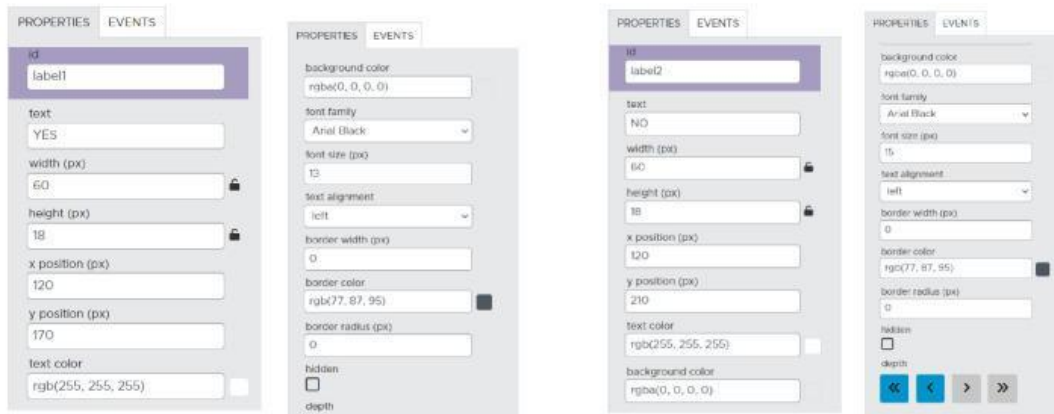 PROPERTIES EVENTS
id
label1
text
YES
width (px)
60
height (px)
18
x position (px)
120
y position (px)
170
text color
rgb(255, 255, 255)
PROPERTIES EVENTS
background color
rgba(0, 0, 0, 0)
font family
Arial Black
font size (px)
13
text alignment
left
border width (px)
0
border color
rgb(77, 87, 95)
border radius (px)
0
hidden
depth
PROPERTIES EVENTS
id
label2
text
NO
width (px)
60
height (px)
18
x position (px)
120
y position (px)
210
text color
rgb(255, 255, 255)
background color
rgba(0, 0, 0, 0)
PROPERTIES EVENTS
background color
rgba(0, 0, 0, 0)
font family
Arial Black
font size (px)
15
text alignment
left
border width (px)
0
border color
rgb(77, 87, 95)
border radius (px)
0
hidden
depth